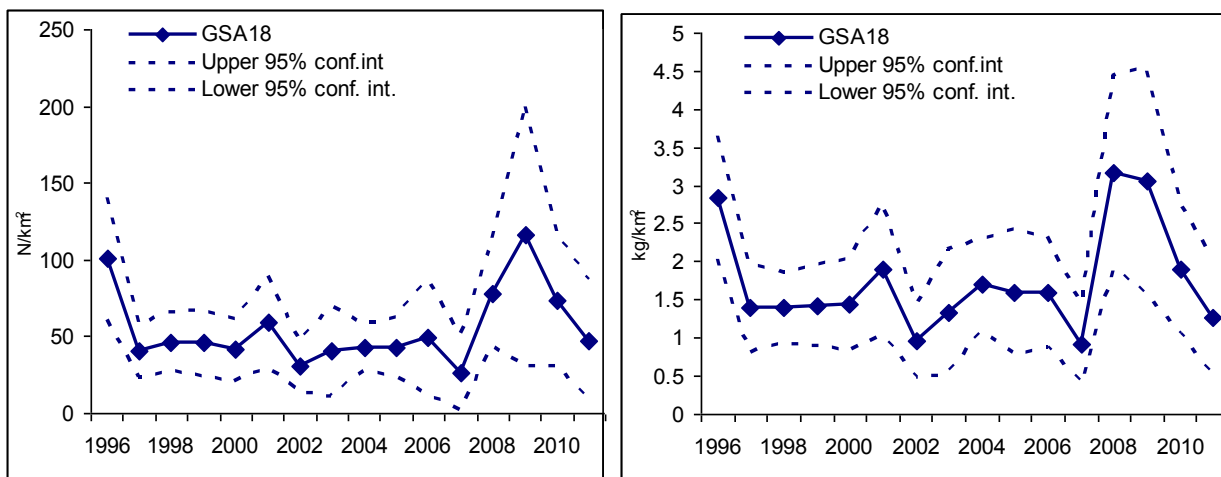 250
200
150
100
50
0
N/km²
GSA18
Upper 95% conf.int
Lower 95% conf. int.
1996 1998 2000 2002 2004 2006 2008 2010
5
4.5
4
3.5
3
2.5
2
1.5
1
0.5
0
kg/km²
GSA18
Upper 95% conf.int
Lower 95% conf. int.
1996 1998 2000 2002 2004 2006 2008 2010